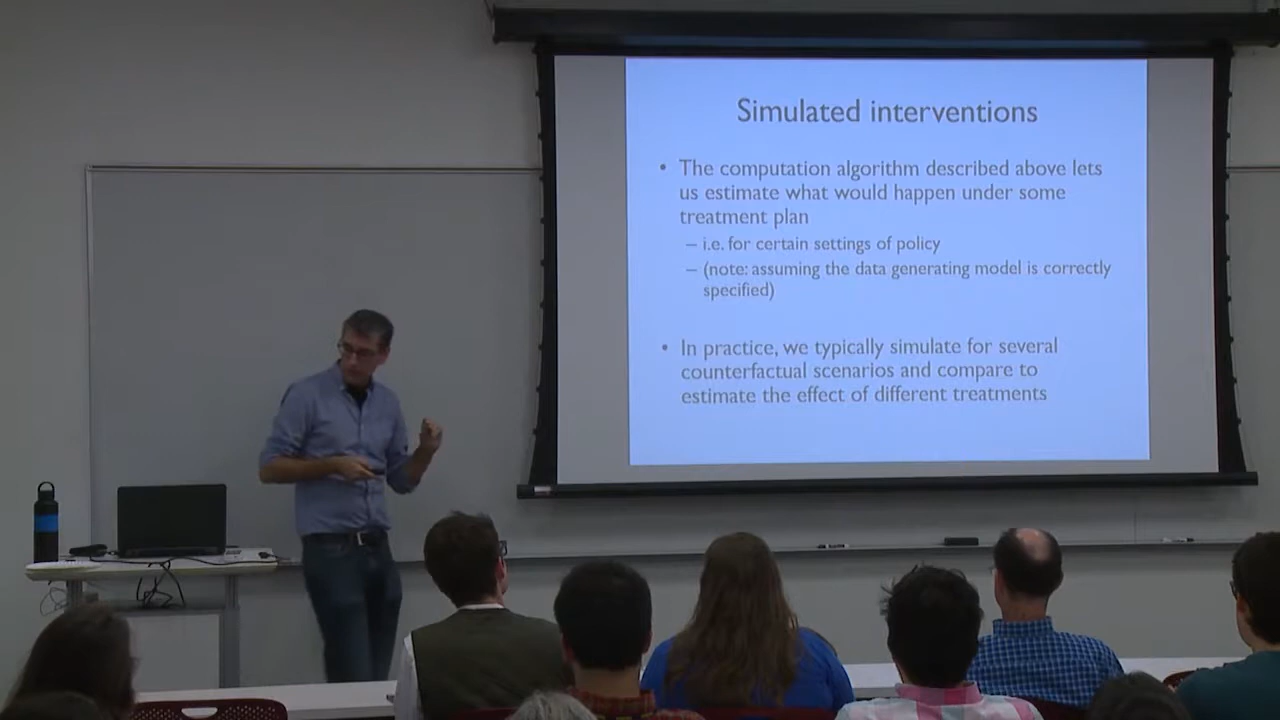 Simulated interventions
• The computation algorithm described above lets
us estimate what would happen under some
treatment plan
– i.e. for certain settings of policy
– (note: assuming the data generating model is correctly
specified)
• In practice, we typically simulate for several
counterfactual scenarios and compare to
estimate the effect of different treatments